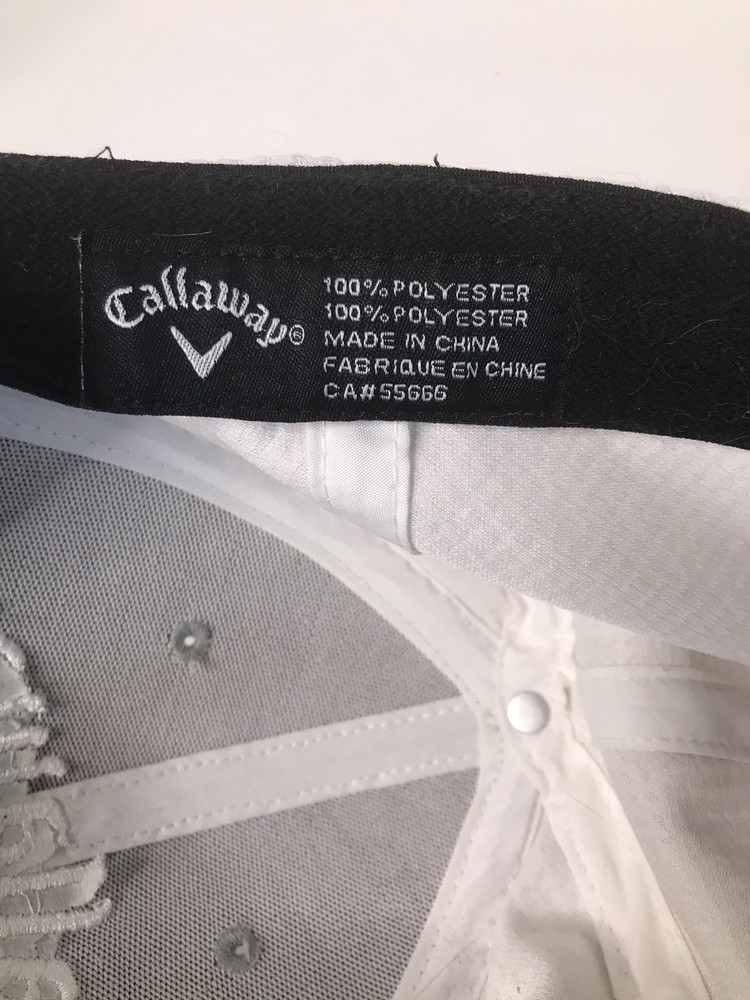 Callaway®
100% POLYESTER
100% POLYESTER
MADE IN CHINA
FABRIQUE EN CHINE
CA#55666